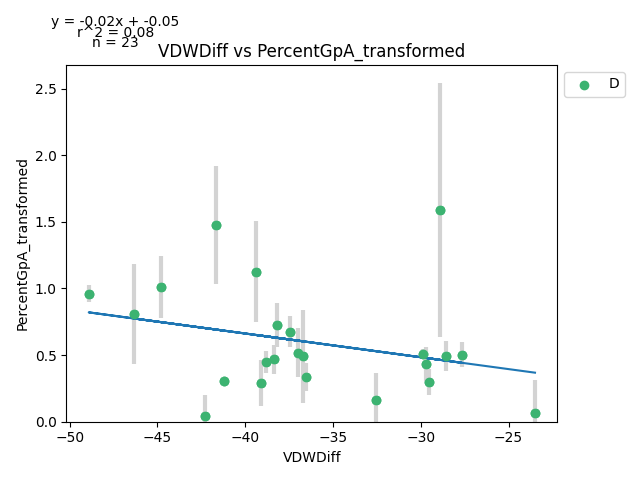 y = -0.02x + -0.05
r^2 = 0.08
n = 23
VDWDiff vs PercentGpA_transformed
D
PercentGpA_transformed
2.5
2.0
1.5
1.0
0.5
0.0
−50
−45
−40
−35
−30
−25
VDWDiff